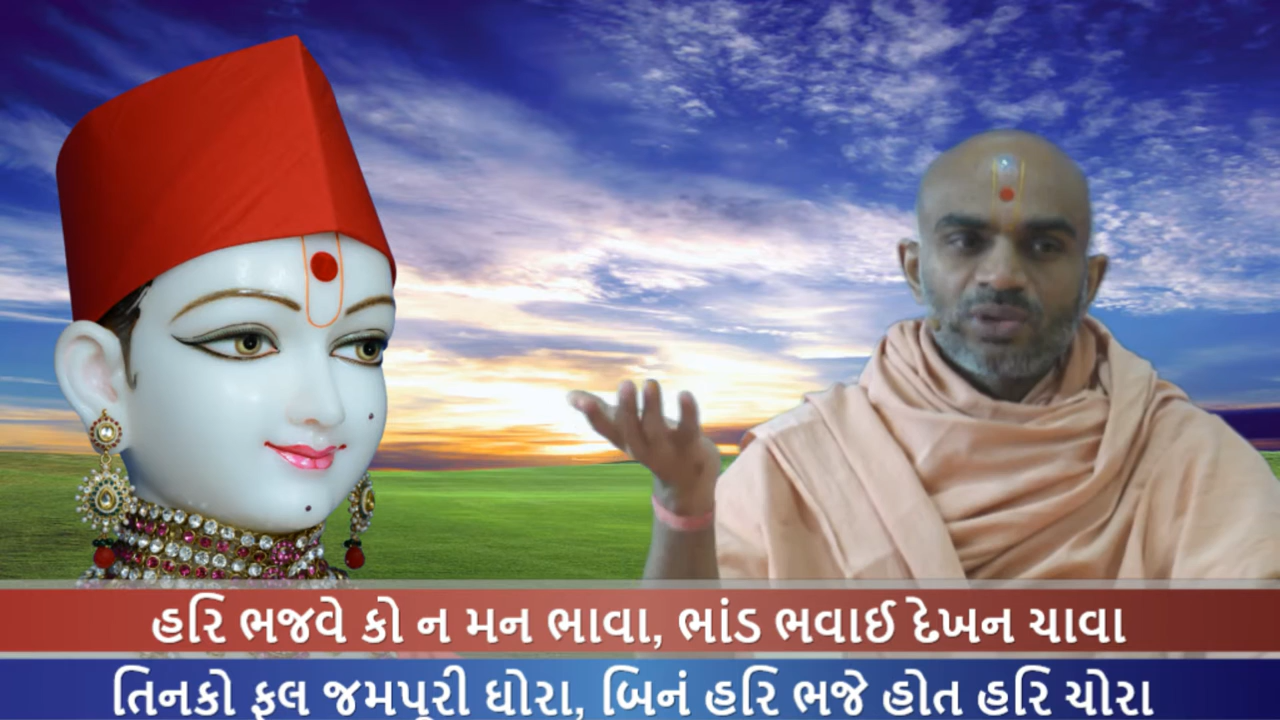 હરિ ભજવે કો ન મન ભાવા, ભાંડ ભવાઈ દેખન ચાવા
તિનકો ફલ જમપૂરી ઘોરા, બિનં હરિ ભજે હોત હરિ ચોરા